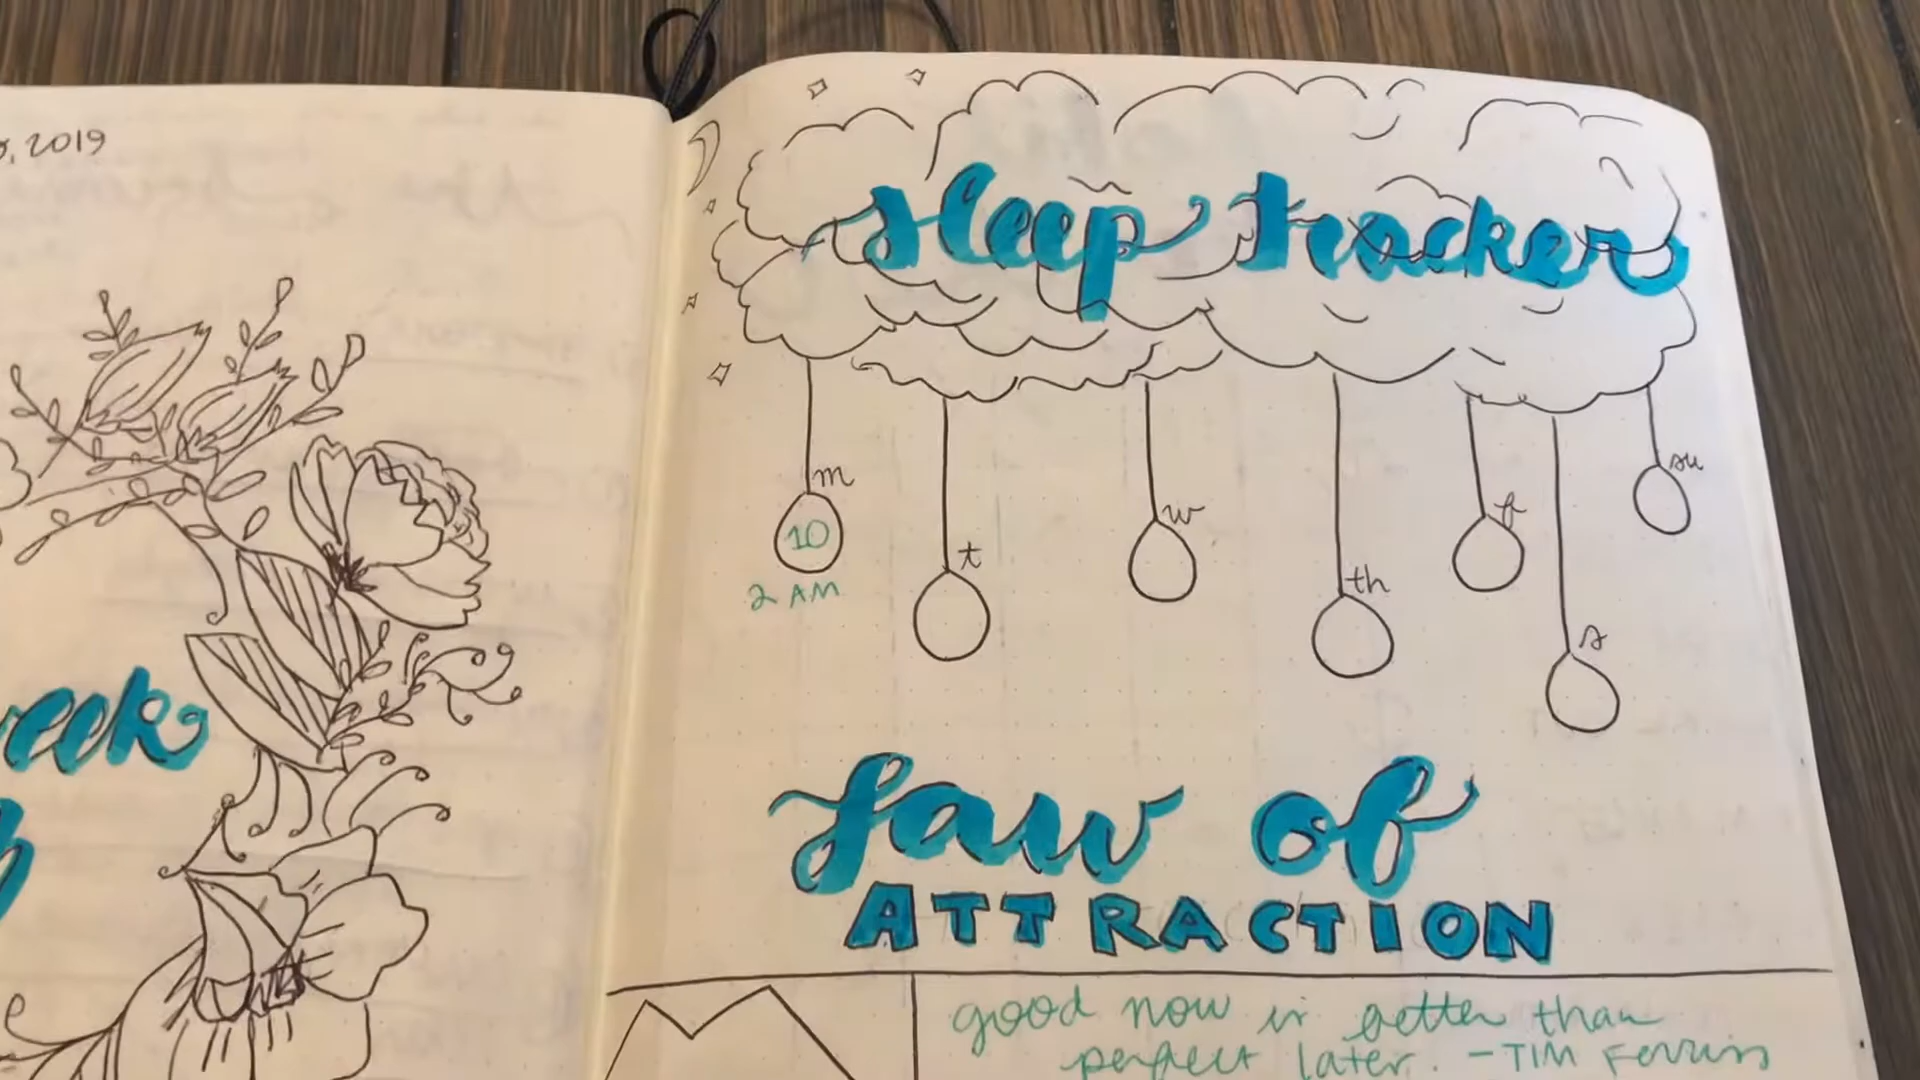 2019
eek
sleep tracker
m
t
w
th
f
s
su
10
2 AM
Law of
ATTRACTION
good now is better than
perfect later. - TIM Ferriss